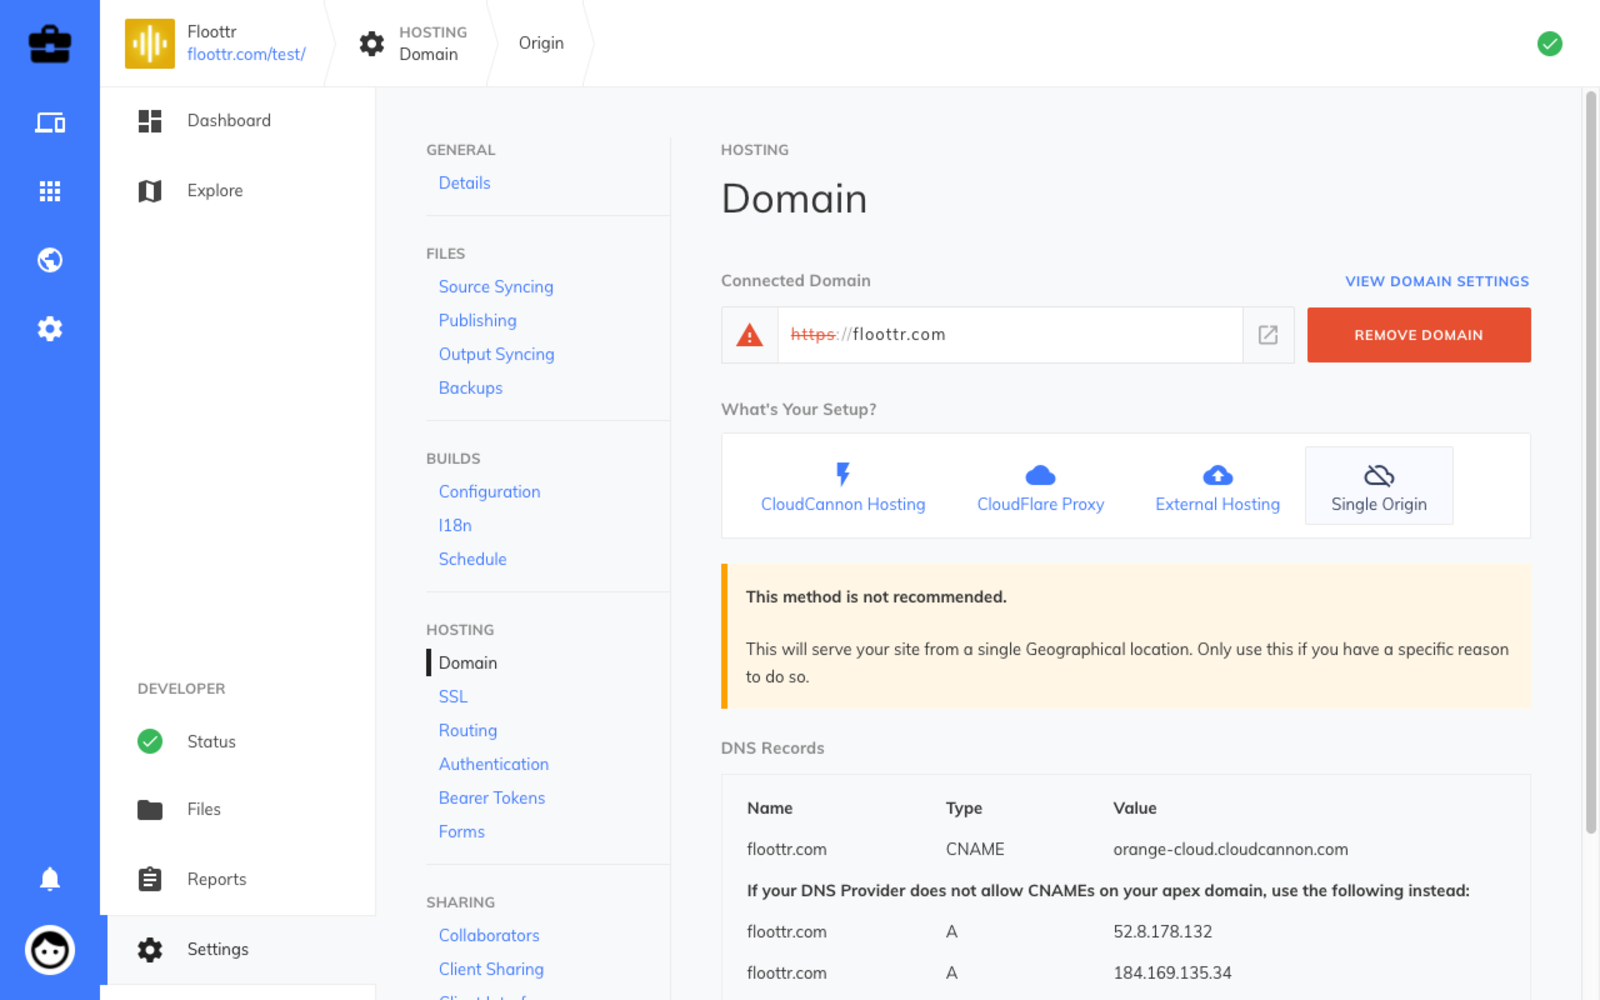 Floottr
floottr.com/test/
HOSTING
Domain
Origin
Dashboard
Explore
DEVELOPER
Status
Files
Reports
Settings
GENERAL
Details
FILES
Source Syncing
Publishing
Output Syncing
Backups
BUILDS
Configuration
I18n
Schedule
HOSTING
Domain
SSL
Routing
Authentication
Bearer Tokens
Forms
SHARING
Collaborators
Client Sharing
HOSTING
Domain
Connected Domain
VIEW DOMAIN SETTINGS
https://floottr.com
REMOVE DOMAIN
What's Your Setup?
CloudCannon Hosting
CloudFlare Proxy
External Hosting
Single Origin
This method is not recommended.
This will serve your site from a single Geographical location. Only use this if you have a specific reason
to do so.
DNS Records
Name Type Value
floottr.com CNAME orange-cloud.cloudcannon.com
If your DNS Provider does not allow CNAMEs on your apex domain, use the following instead:
floottr.com A 52.8.178.132
floottr.com A 184.169.135.34